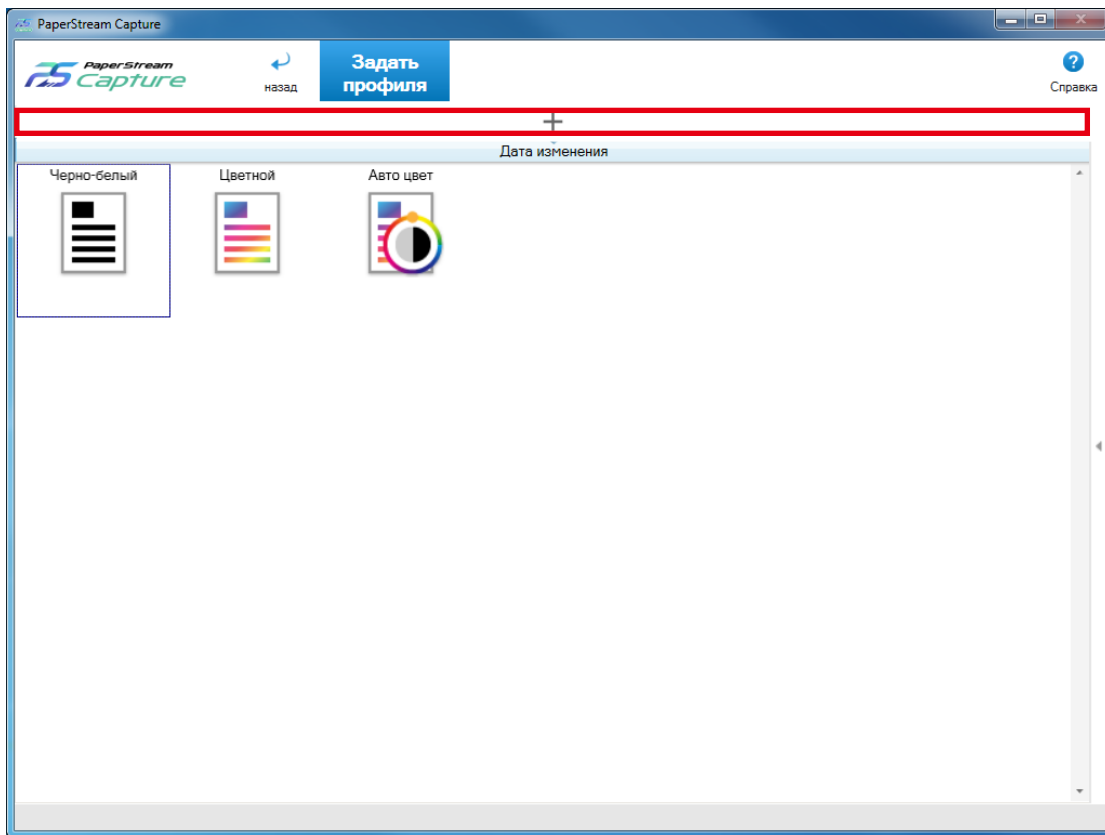 PaperStream Capture
PaperStream
Capture
назад
Задать
профиля
Справка
Дата изменения
Черно-белый
Цветной
Авто цвет